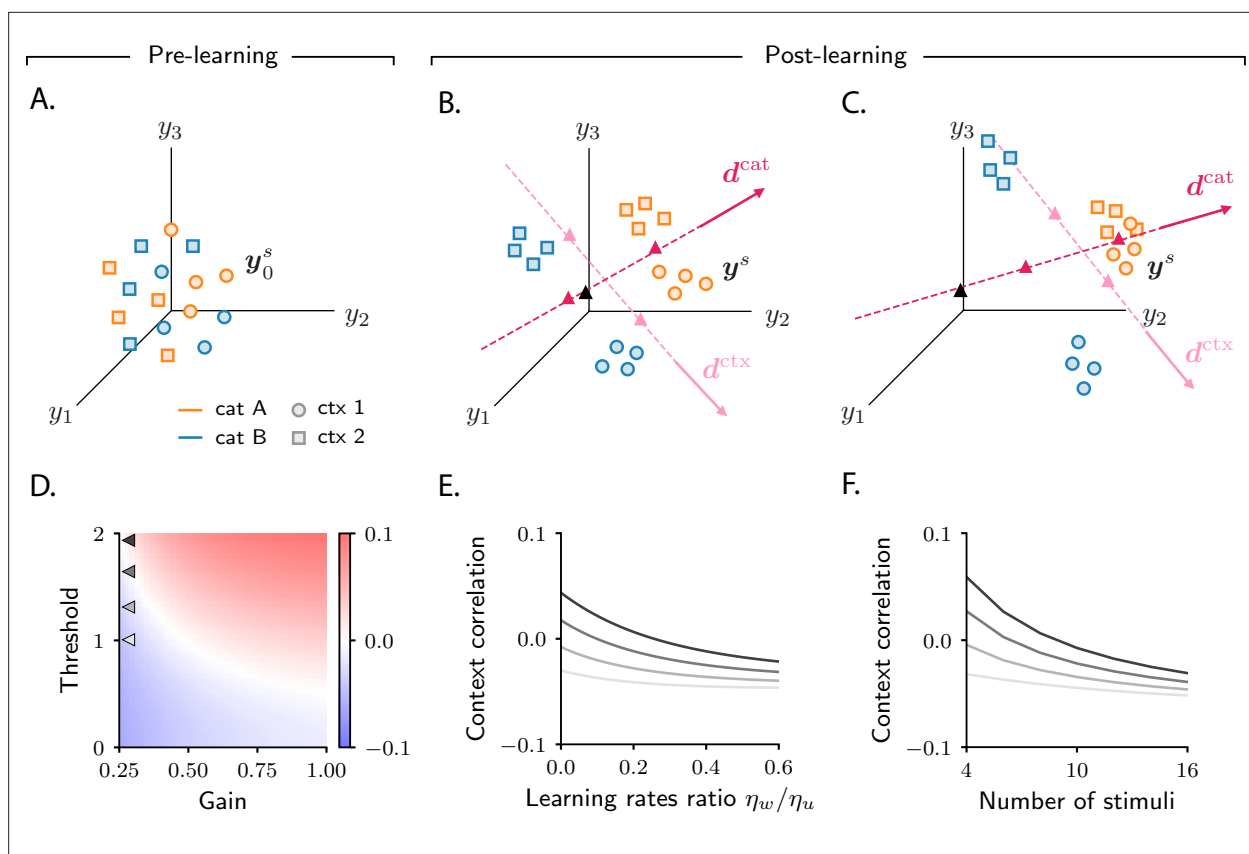 Pre-learning
Post-learning
A.
B.
C.
y₃
y₃
y₃
d^cat
d^cat
y₀^s
y^s
y^s
y₂
y₂
y₂
d^ctx
d^ctx
y₁
y₁
y₁
cat A
ctx 1
cat B
ctx 2
D.
E.
F.
Threshold
2
1
0
0.25
0.50
0.75
1.00
Gain
0.1
0.0
−0.1
Context correlation
0.1
0.0
−0.1
0.0
0.2
0.4
0.6
Learning rates ratio η_w/η_u
Context correlation
0.1
0.0
−0.1
4
10
16
Number of stimuli